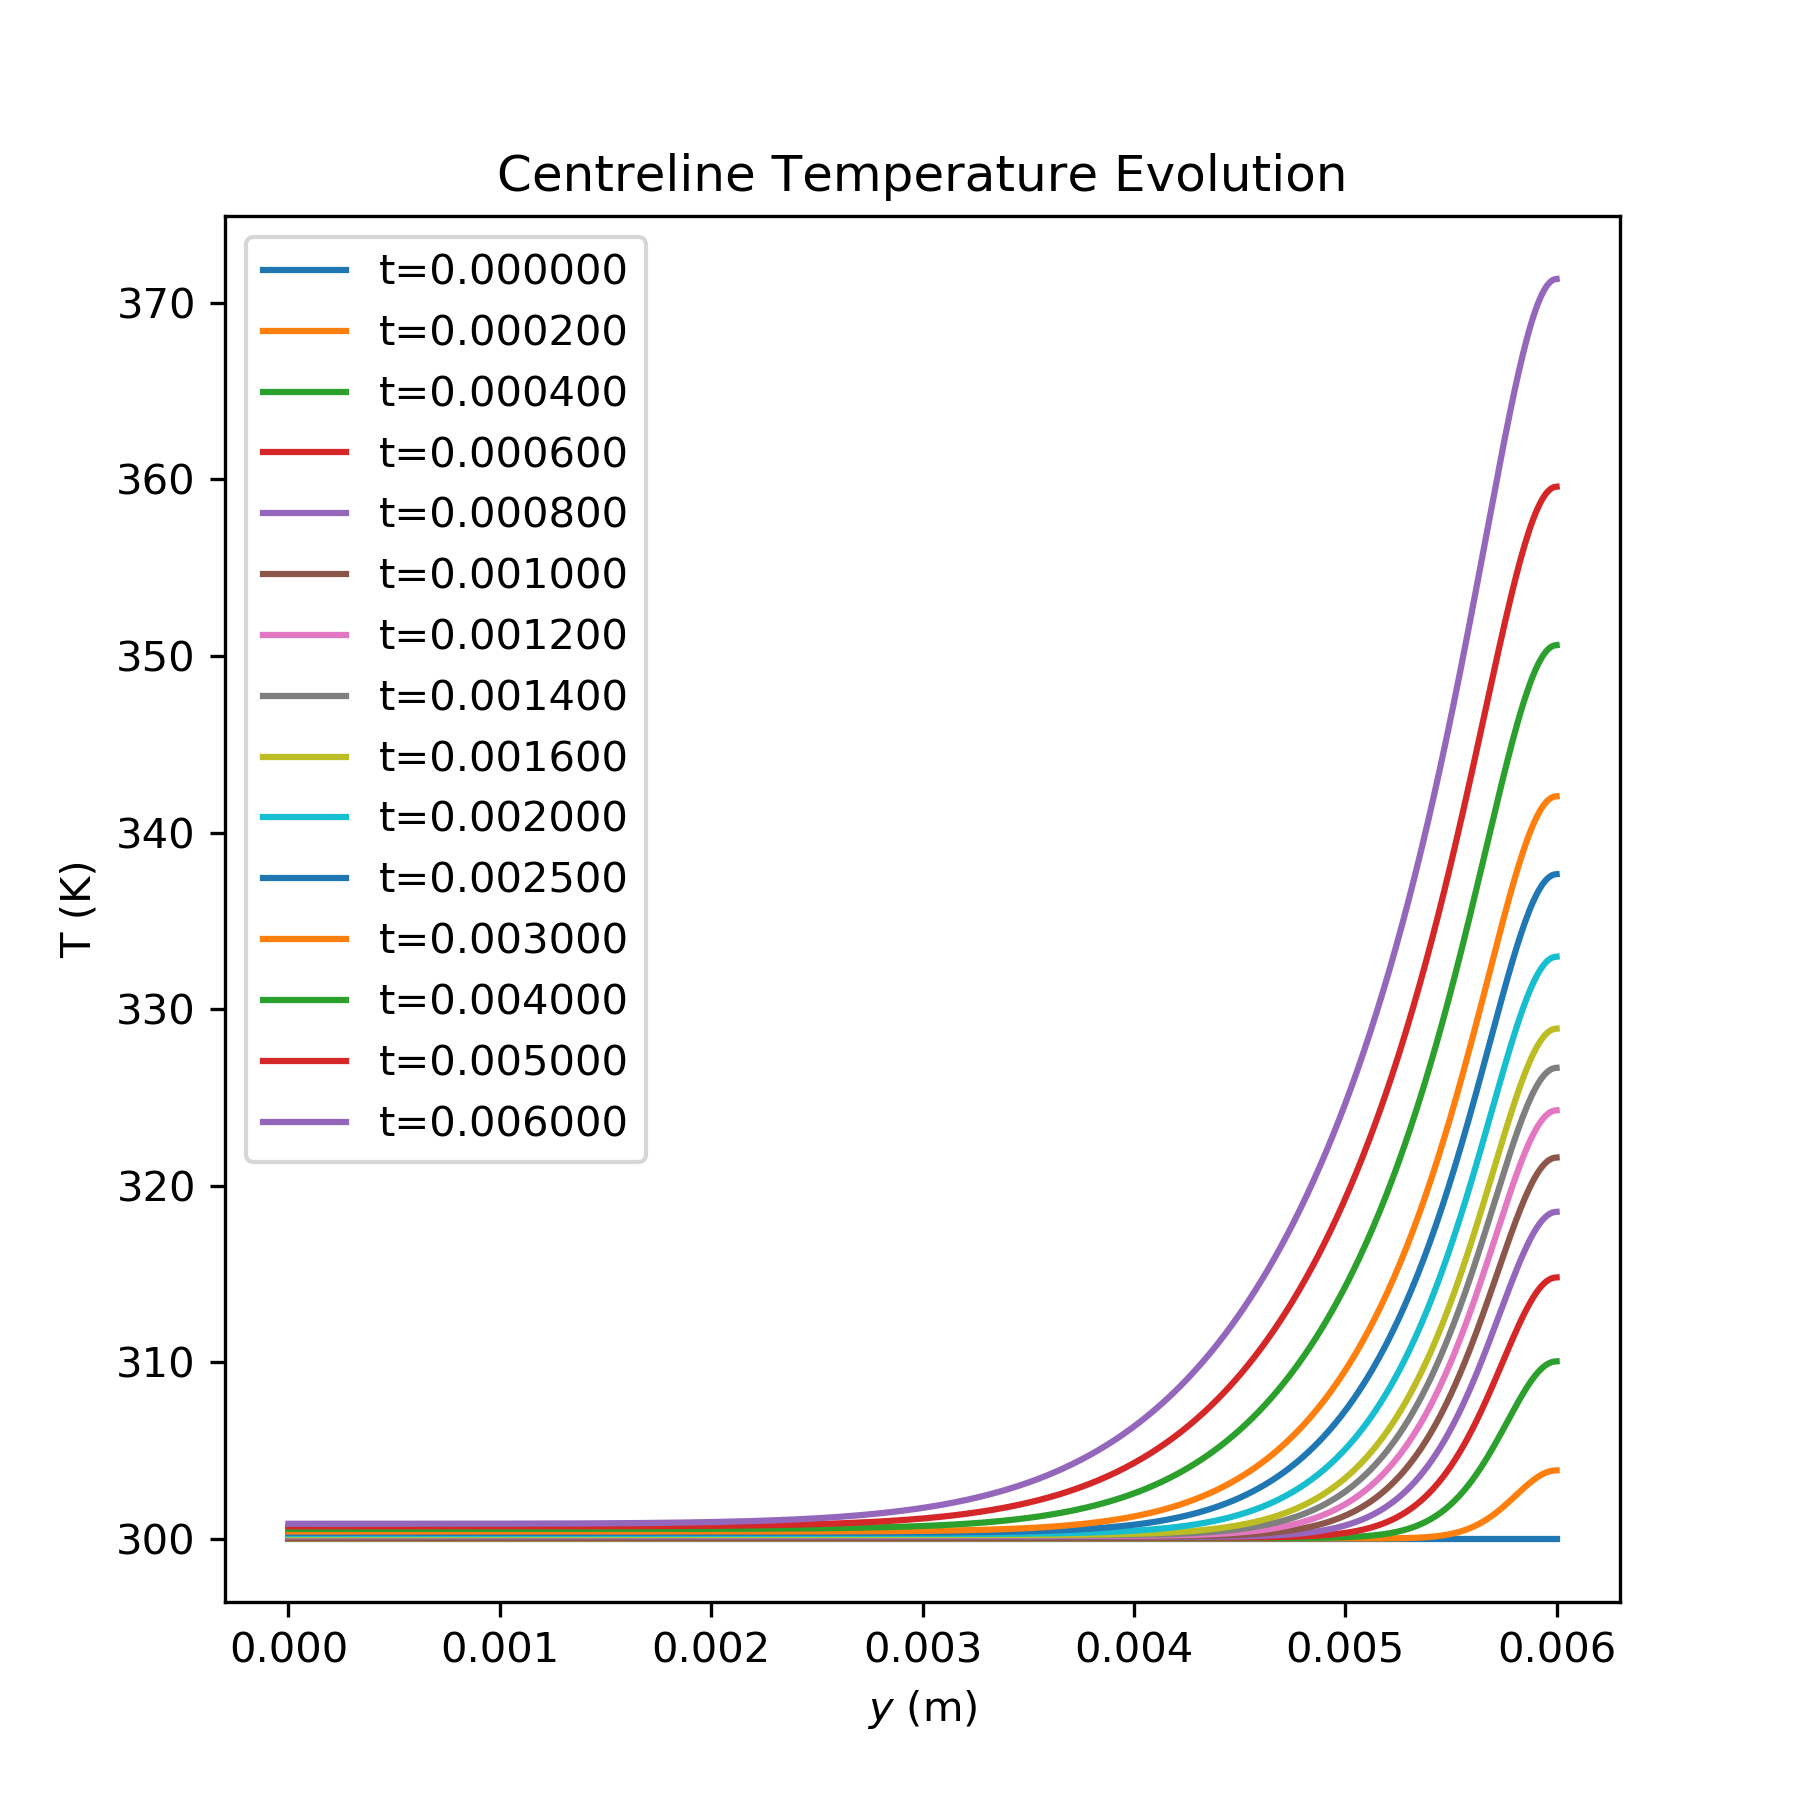 Centreline Temperature Evolution
t=0.000000
t=0.000200
t=0.000400
t=0.000600
t=0.000800
t=0.001000
t=0.001200
t=0.001400
t=0.001600
t=0.002000
t=0.002500
t=0.003000
t=0.004000
t=0.005000
t=0.006000
370
360
350
340
330
320
310
300
T (K)
0.000 0.001 0.002 0.003 0.004 0.005 0.006
y (m)